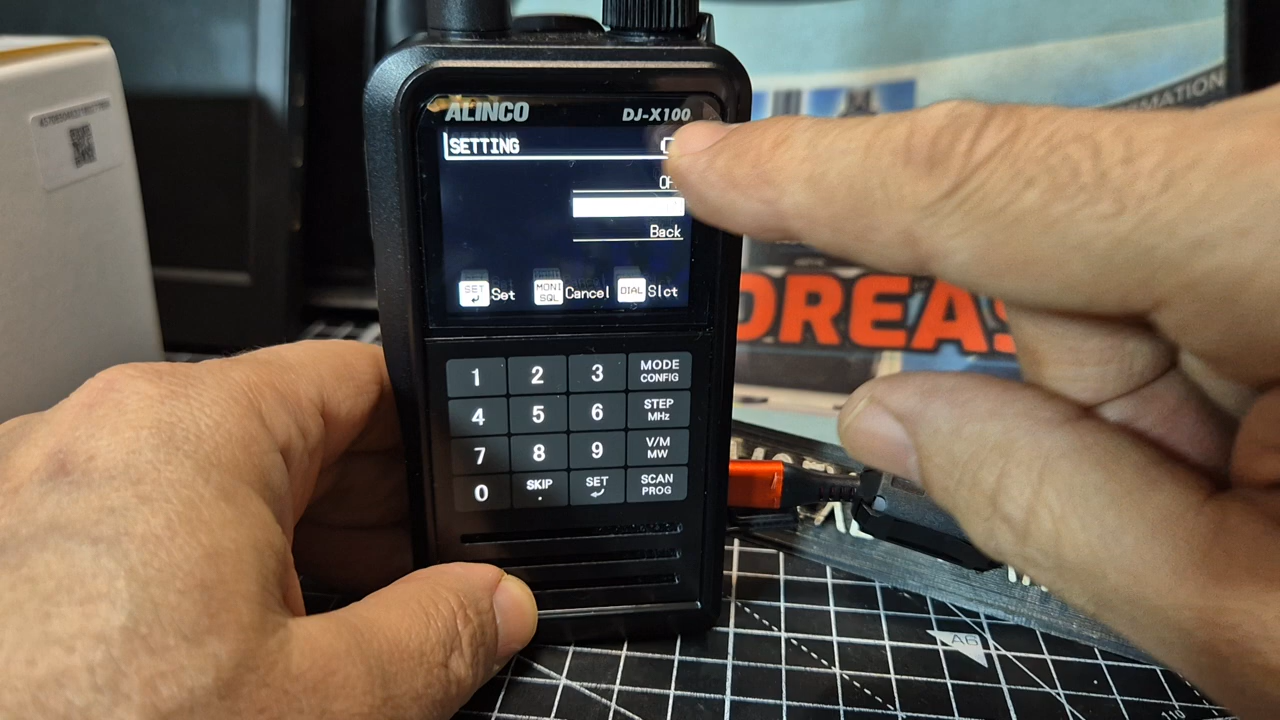 ALINCO DJ-X100
SETTING
Back
SET Set MONI SQL Cancel DIAL Slct
1 2 3 MODE CONFIG
4 5 6 STEP MHz
7 8 9 V/M MW
0 SKIP . SET SCAN PROG
OREAS
A6